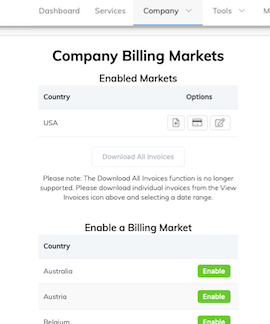 Dashboard Services Company Tools M
Company Billing Markets
Enabled Markets
Country Options
USA
Download All Invoices
Please note: The Download All Invoices function is no longer
supported. Please download individual invoices from the View
Invoices icon above and selecting a date range.
Enable a Billing Market
Country
Australia Enable
Austria Enable
Belgium Enable